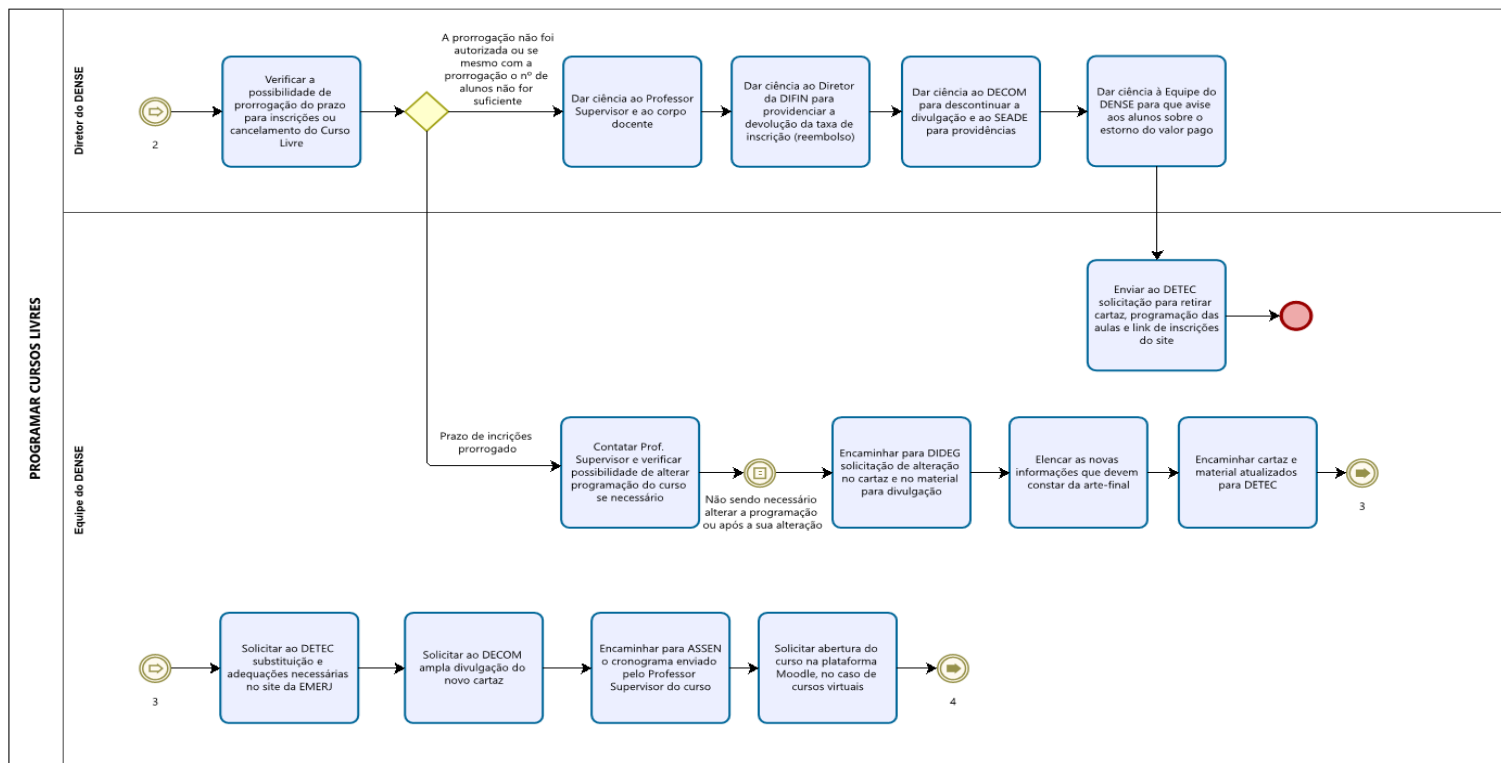 PROGRAMAR CURSOS LIVRES
Diretor do DENSE
2
Verificar a
possibilidade de
prorrogação do prazo
para inscrições ou
cancelamento do Curso
Livre
A prorrogação não foi
autorizada ou se
mesmo com a
prorrogação o nº de
alunos não for
suficiente
Dar ciência ao Professor
Supervisor e ao corpo
docente
Dar ciência ao Diretor
da DIFIN para
providenciar a
devolução da taxa de
inscrição (reembolso)
Dar ciência ao DECOM
para descontinuar a
divulgação e ao SEADE
para providências
Dar ciência à Equipe do
DENSE para que avise
aos alunos sobre o
estorno do valor pago
Equipe do DENSE
Enviar ao DETEC
solicitação para retirar
cartaz, programação das
aulas e link de inscrições
do site
Prazo de incrições
prorrogado
Contatar Prof.
Supervisor e verificar
possibilidade de alterar
programação do curso
se necessário
Não sendo necessário
alterar a programação
ou após a sua alteração
Encaminhar para DIDEG
solicitação de alteração
no cartaz e no material
para divulgação
Elencar as novas
informações que devem
constar da arte-final
Encaminhar cartaz e
material atualizados
para DETEC
3
3
Solicitar ao DETEC
substituição e
adequações necessárias
no site da EMERJ
Solicitar ao DECOM
ampla divulgação do
novo cartaz
Encaminhar para ASSEN
o cronograma enviado
pelo Professor
Supervisor do curso
Solicitar abertura do
curso na plataforma
Moodle, no caso de
cursos virtuais
4